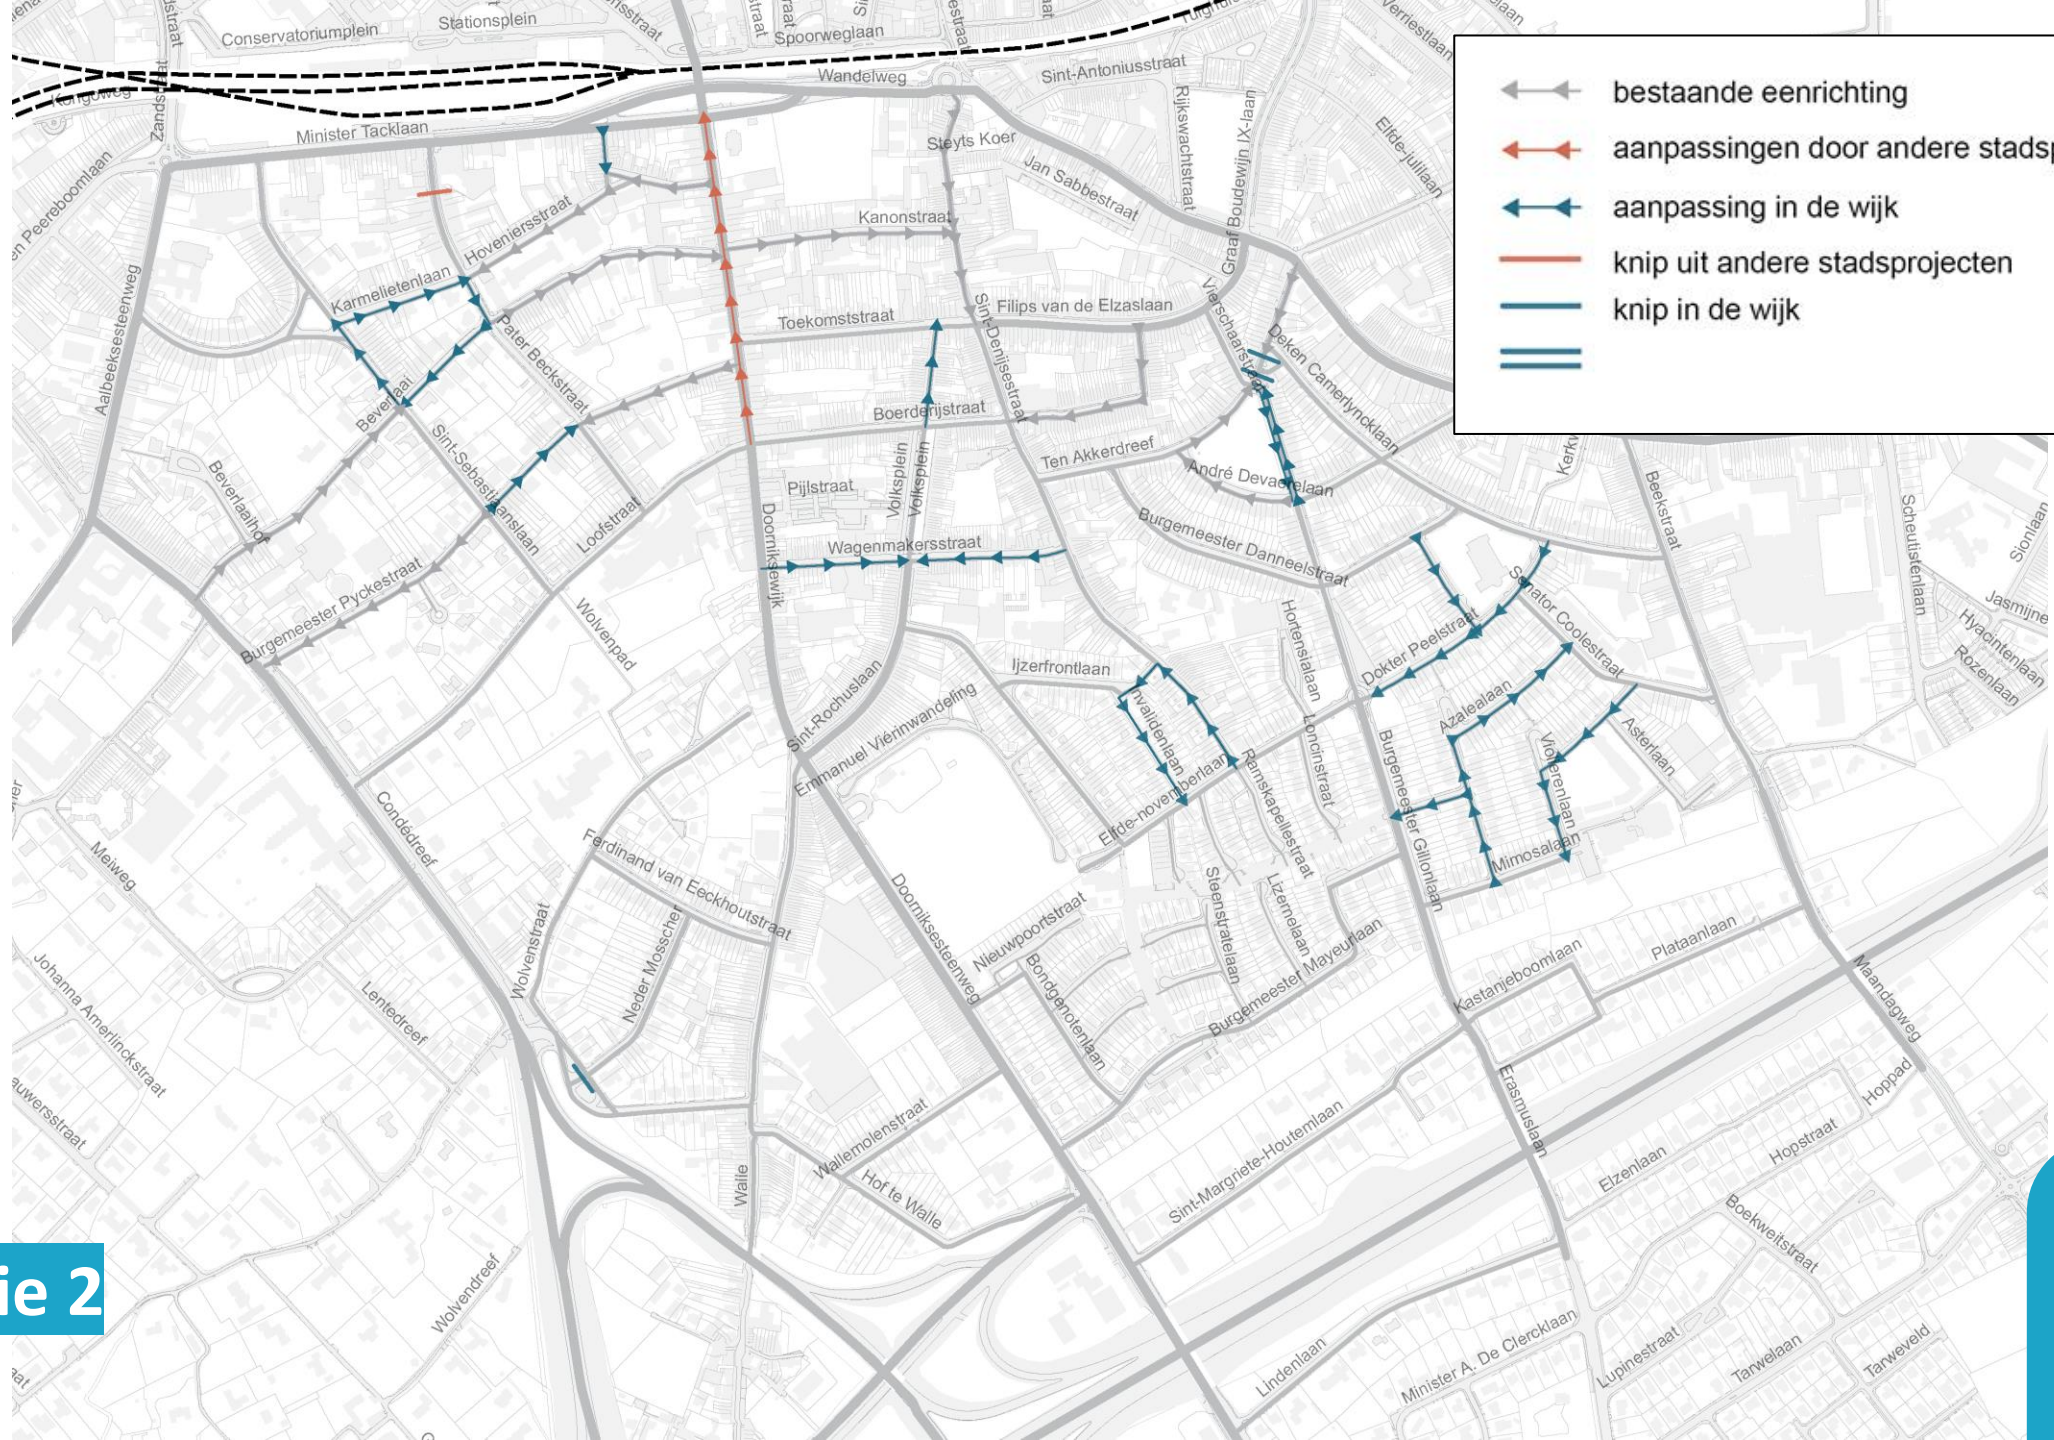 Conservatoriumplein
Stationsplein
Spoorweglaan
Wandelweg
Sint-Antoniusstraat
Kongoweg
Zandstraat
Minister Tacklaan
Steyts Koer
Jan Sabbestraat
Rijkswachtstraat
Graaf Boudewijn IX-laan
Elfde-julilaan
bestaande eenrichting
aanpassingen door andere stadsp
aanpassing in de wijk
knip uit andere stadsprojecten
knip in de wijk
Aalbeeksesteenweg
Hoveniersstraat
Kanonstraat
Karmelietenlaan
Pater Beckstraat
Toekomststraat
Sint-Denijsestraat
Filips van de Elzaslaan
Vierschaarstraat
Deken Camerlyncklaan
Beverlaai
Boerderijstraat
Sint-Sebastiaanslaan
Beverlaaihof
Loofstraat
Pijlstraat
Volksplein
Volksplein
Ten Akkerdreef
André Devaerelaan
Burgemeester Danneelstraat
Beekstraat
Scheutistenlaan
Sionlaan
Doorniksewijk
Wagenmakersstraat
Burgemeester Pyckestraat
Wolvenpad
Hyacintenlaan
Rozenlaan
Senator Coolestraat
Dokter Peelstraat
Hortensialaan
Ijzerfrontlaan
Sint-Rochuslaan
Emmanuel Viérinwandeling
Loncinstraat
Azalealaan
Asterlaan
Violierenlaan
Burgemeester Gillonlaan
Elfde-novemberlaan
Ramskapellestraat
Mimosalaan
Condédreef
Meiweg
Ferdinand van Eeckhoutstraat
Wolvenstraat
Neder Mosscher
Doorniksesteenweg
Nieuwpoortstraat
Bondgenotenlaan
Steenstratelaan
Lizernelaan
Burgemeester Mayeurlaan
Kastanjeboomlaan
Plataanlaan
Maandagweg
Johanna Amerlinckstraat
Lentedreef
Erasmuslaan
Hoppad
Hopstraat
Elzenlaan
Boekweitstraat
Wallemolenstraat
Hof te Walle
Walle
Sint-Margriete-Houtemlaan
Wolvendreef
ie 2
Lindenlaan
Minister A. De Clercklaan
Lupinestraat
Tarwelaan
Tarweveld